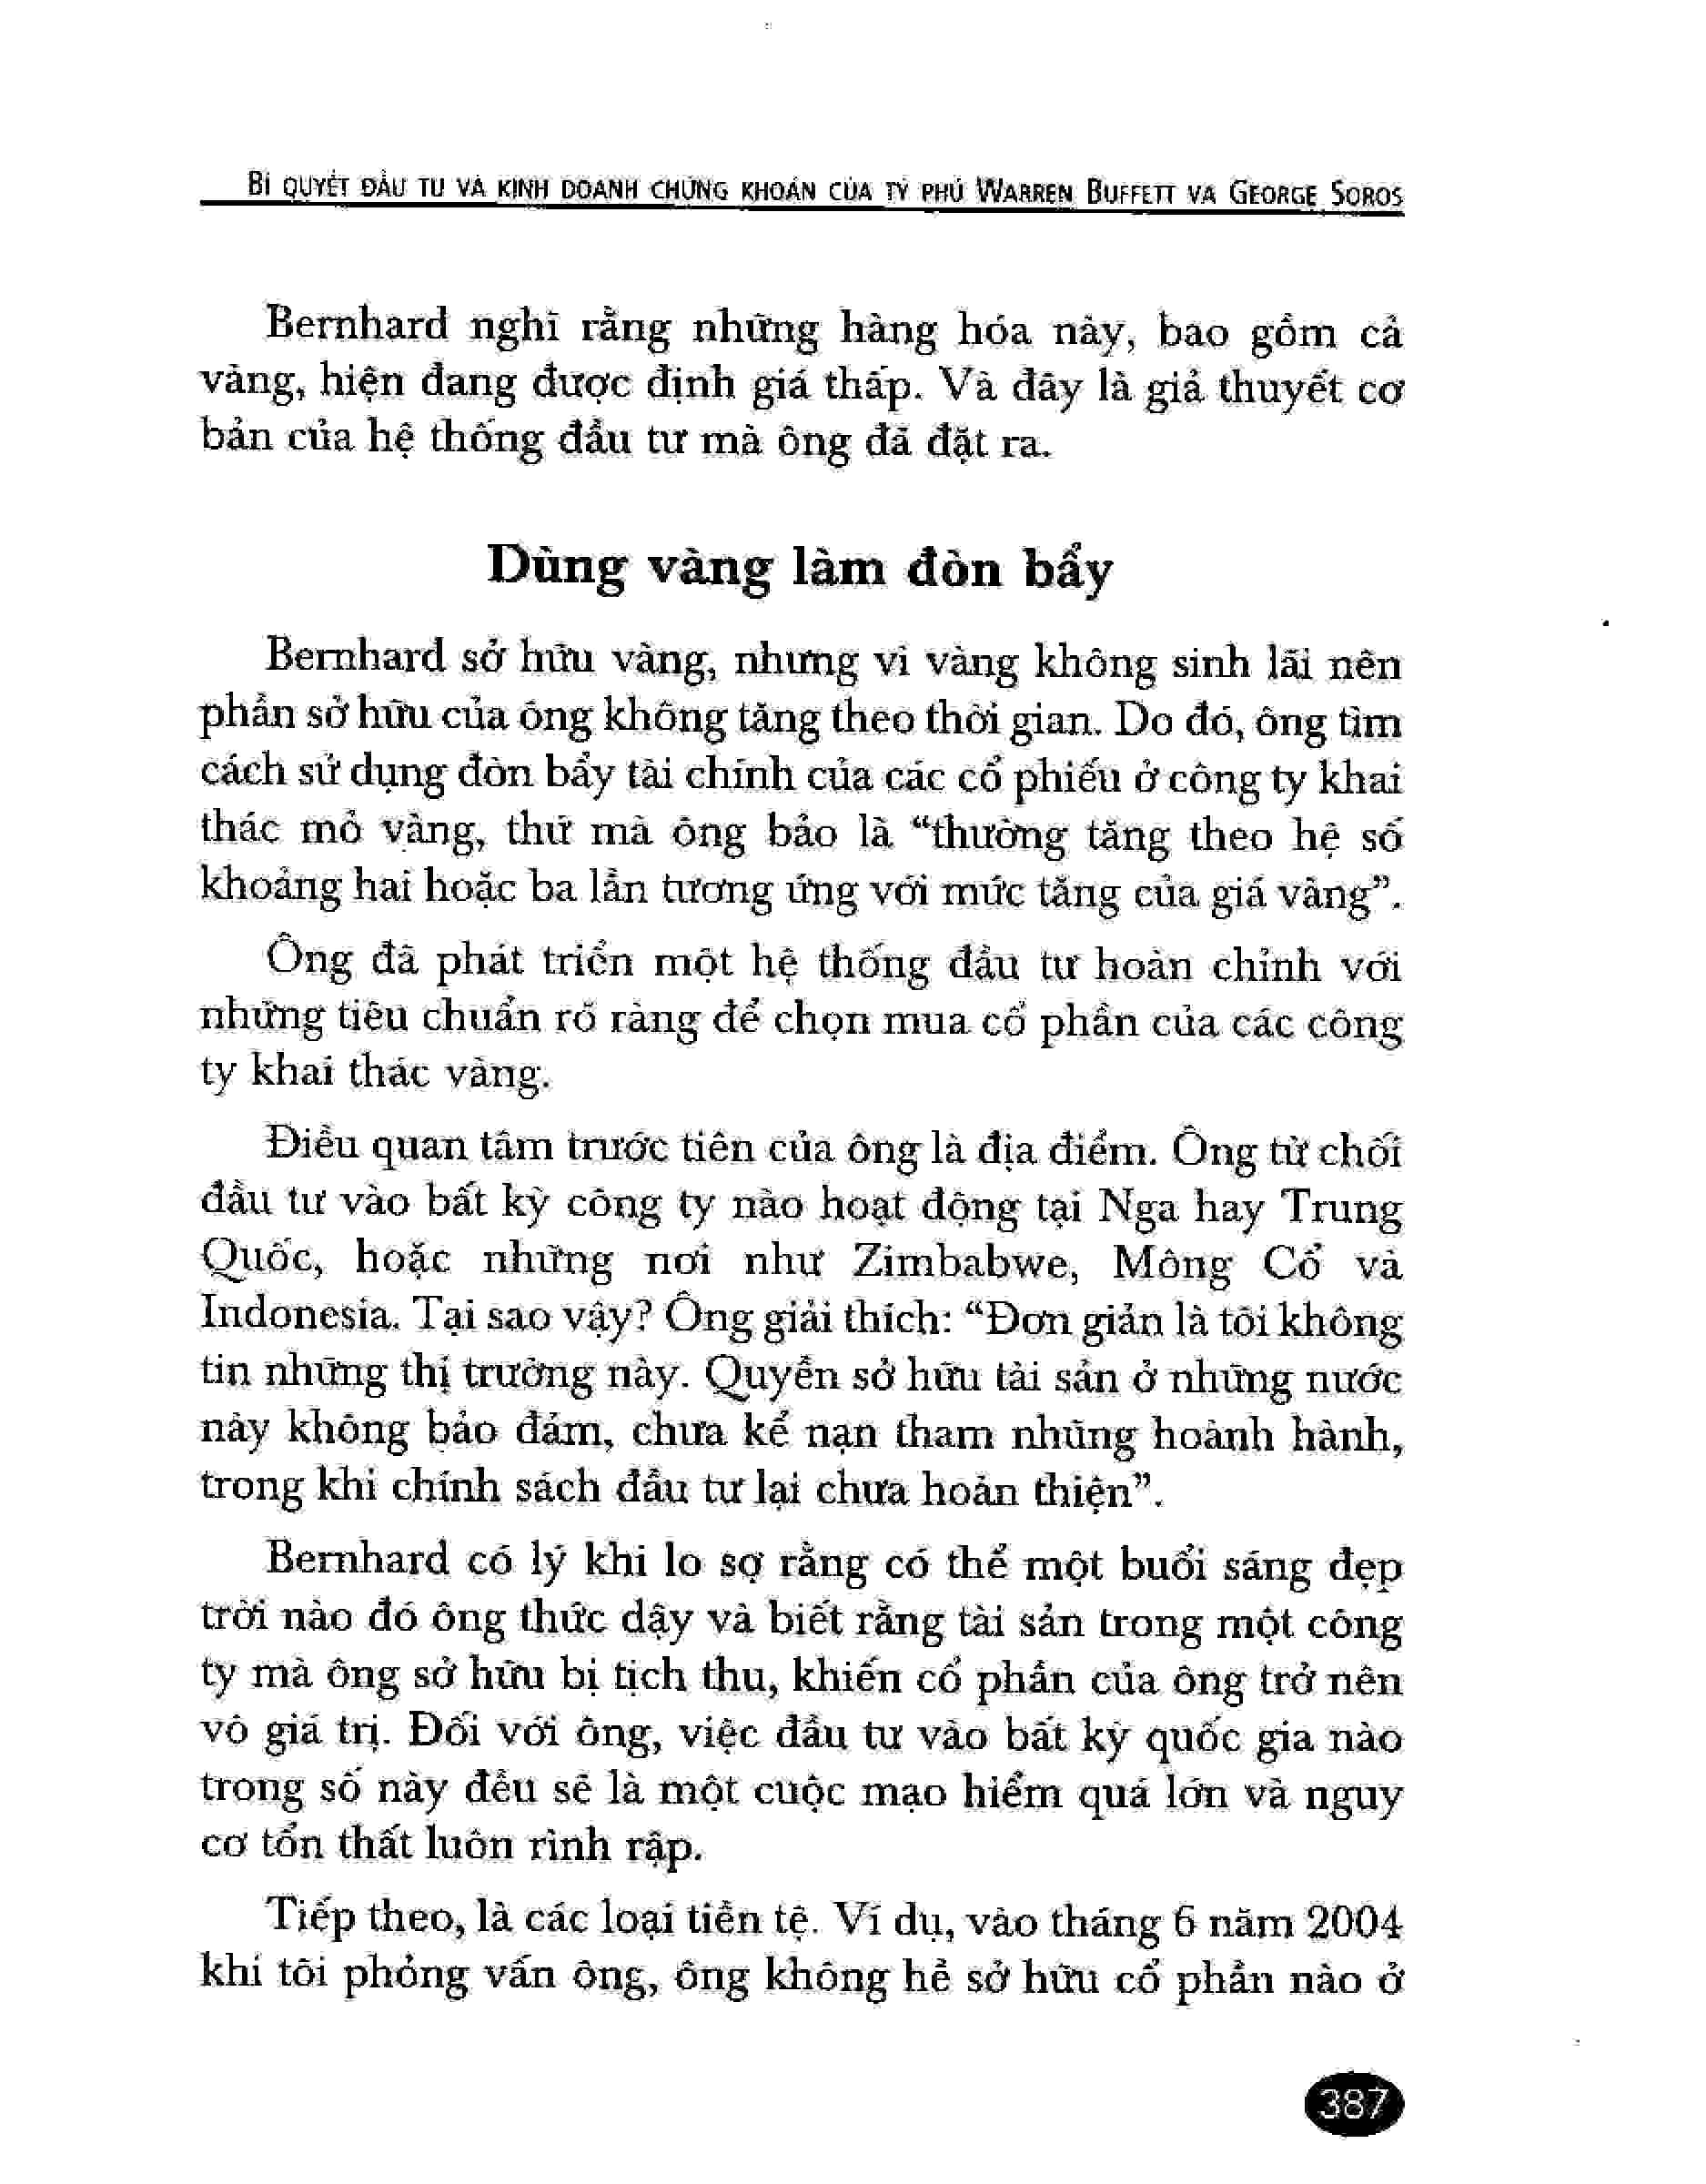 BÍ QUYẾT ĐẦU TƯ VÀ KINH DOANH CHỨNG KHOÁN CỦA TỶ PHÚ WARREN BUFFETT VÀ GEORGE SOROS
Bernhard nghĩ rằng những hàng hóa này, bao gồm cả
vàng, hiện đang được định giá thấp. Và đây là giả thuyết cơ
bản của hệ thống đầu tư mà ông đã đặt ra.
Dùng vàng làm đòn bẩy
Bernhard sở hữu vàng, nhưng vì vàng không sinh lãi nên
phần sở hữu của ông không tăng theo thời gian. Do đó, ông tìm
cách sử dụng đòn bẩy tài chính của các cổ phiếu ở công ty khai
thác mỏ vàng, thứ mà ông bảo là “thường tăng theo hệ số
khoảng hai hoặc ba lần tương ứng với mức tăng của giá vàng”.
Ông đã phát triển một hệ thống đầu tư hoàn chỉnh với
những tiêu chuẩn rõ ràng để chọn mua cổ phần của các công
ty khai thác vàng.
Điều quan tâm trước tiên của ông là địa điểm. Ông từ chối
đầu tư vào bất kỳ công ty nào hoạt động tại Nga hay Trung
Quốc, hoặc những nơi như Zimbabwe, Mông Cổ và
Indonesia. Tại sao vậy? Ông giải thích: “Đơn giản là tôi không
tin những thị trường này. Quyền sở hữu tài sản ở những nước
này không bảo đảm, chưa kể nạn tham nhũng hoành hành,
trong khi chính sách đầu tư lại chưa hoàn thiện”.
Bernhard có lý khi lo sợ rằng có thể một buổi sáng đẹp
trời nào đó ông thức dậy và biết rằng tài sản trong một công
ty mà ông sở hữu bị tịch thu, khiến cổ phần của ông trở nên
vô giá trị. Đối với ông, việc đầu tư vào bất kỳ quốc gia nào
trong số này đều sẽ là một cuộc mạo hiểm quá lớn và nguy
cơ tổn thất luôn rình rập.
Tiếp theo, là các loại tiền tệ. Ví dụ, vào tháng 6 năm 2004
khi tôi phỏng vấn ông, ông không hề sở hữu cổ phần nào ở
387